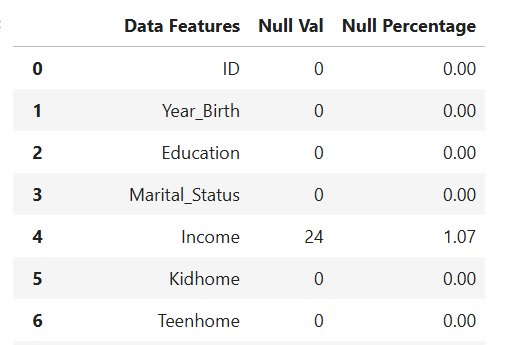 Data Features Null Val Null Percentage
0 ID 0 0.00
1 Year_Birth 0 0.00
2 Education 0 0.00
3 Marital_Status 0 0.00
4 Income 24 1.07
5 Kidhome 0 0.00
6 Teenhome 0 0.00